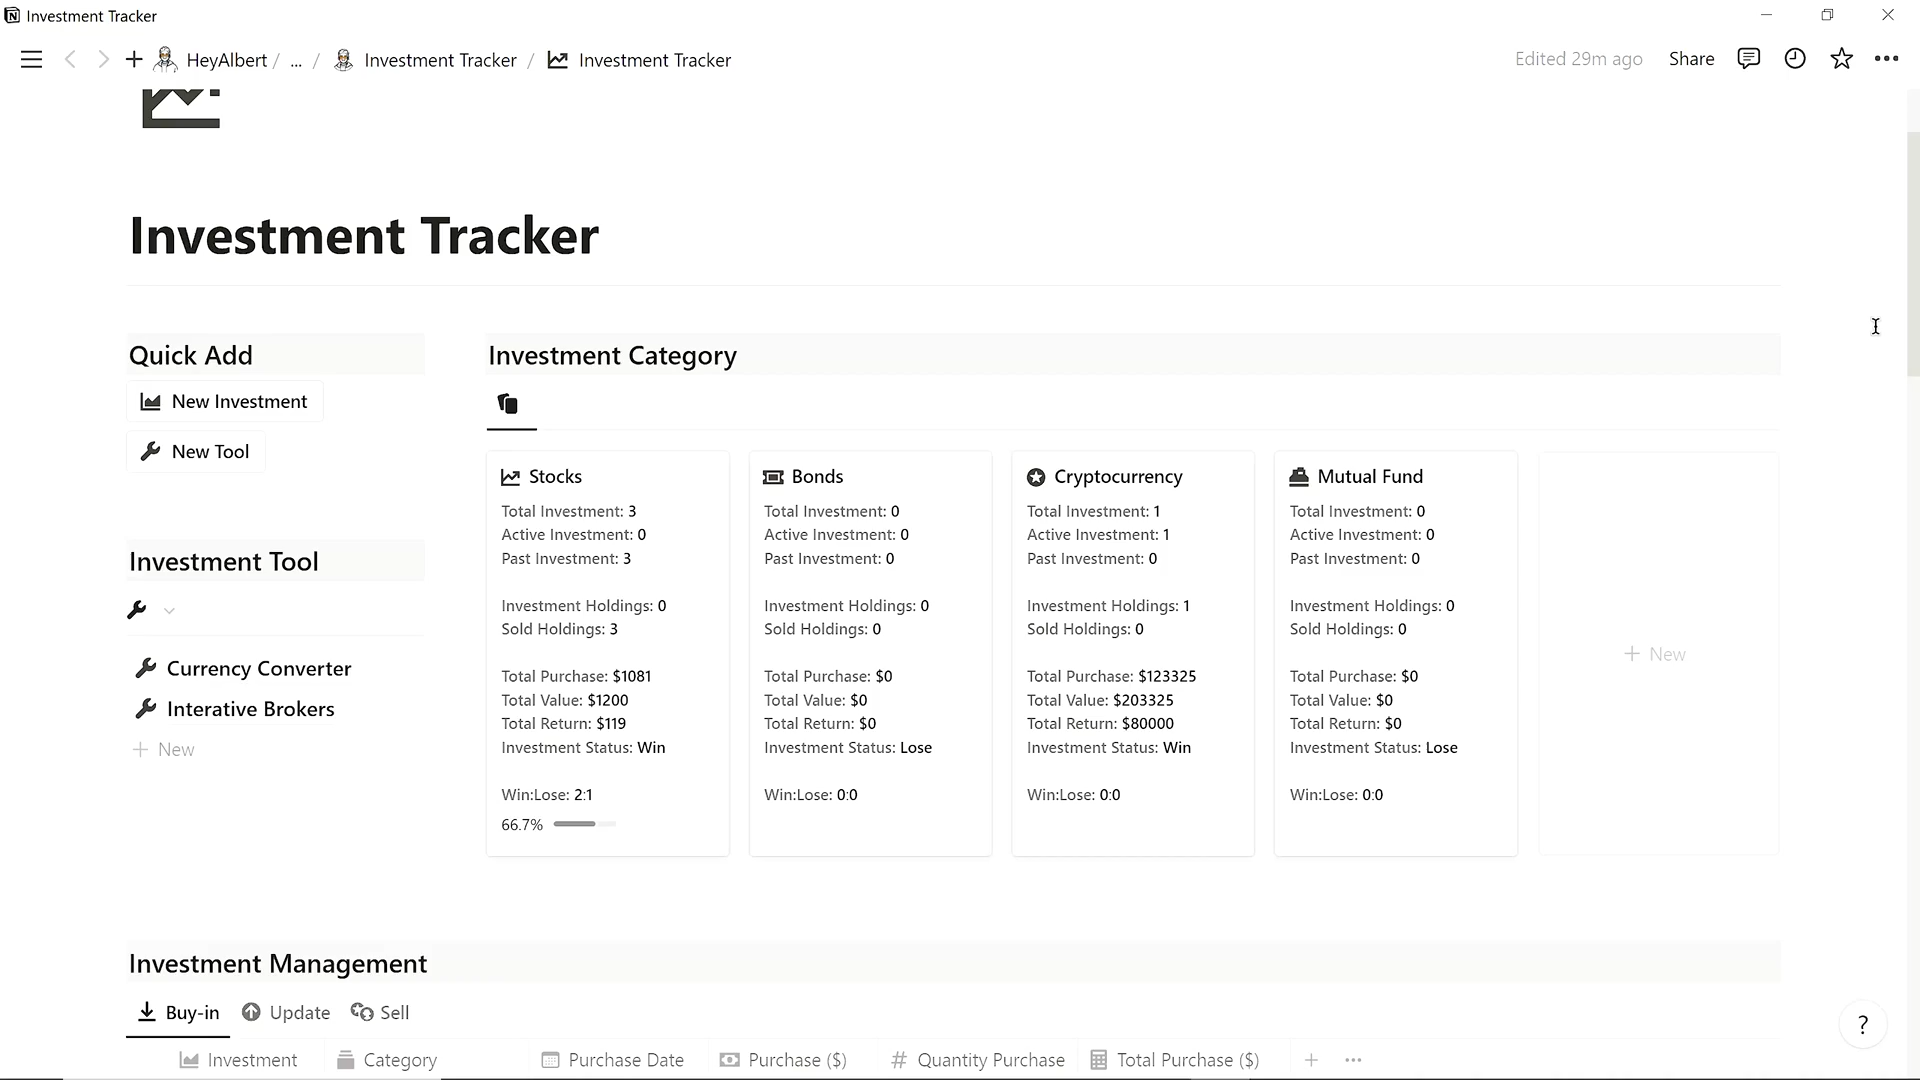 Investment Tracker
HeyAlbert / ... / Investment Tracker / Investment Tracker
Edited 29m ago Share
Investment Tracker
Quick Add
New Investment
New Tool
Investment Tool
Currency Converter
Interative Brokers
+ New
Investment Category
Stocks
Total Investment: 3
Active Investment: 0
Past Investment: 3
Investment Holdings: 0
Sold Holdings: 3
Total Purchase: $1081
Total Value: $1200
Total Return: $119
Investment Status: Win
Win:Lose: 2:1
66.7%
Bonds
Total Investment: 0
Active Investment: 0
Past Investment: 0
Investment Holdings: 0
Sold Holdings: 0
Total Purchase: $0
Total Value: $0
Total Return: $0
Investment Status: Lose
Win:Lose: 0:0
Cryptocurrency
Total Investment: 1
Active Investment: 1
Past Investment: 0
Investment Holdings: 1
Sold Holdings: 0
Total Purchase: $123325
Total Value: $203325
Total Return: $80000
Investment Status: Win
Win:Lose: 0:0
Mutual Fund
Total Investment: 0
Active Investment: 0
Past Investment: 0
Investment Holdings: 0
Sold Holdings: 0
Total Purchase: $0
Total Value: $0
Total Return: $0
Investment Status: Lose
Win:Lose: 0:0
+ New
Investment Management
Buy-in Update Sell
Investment Category Purchase Date Purchase ($) # Quantity Purchase Total Purchase ($) + ...
?